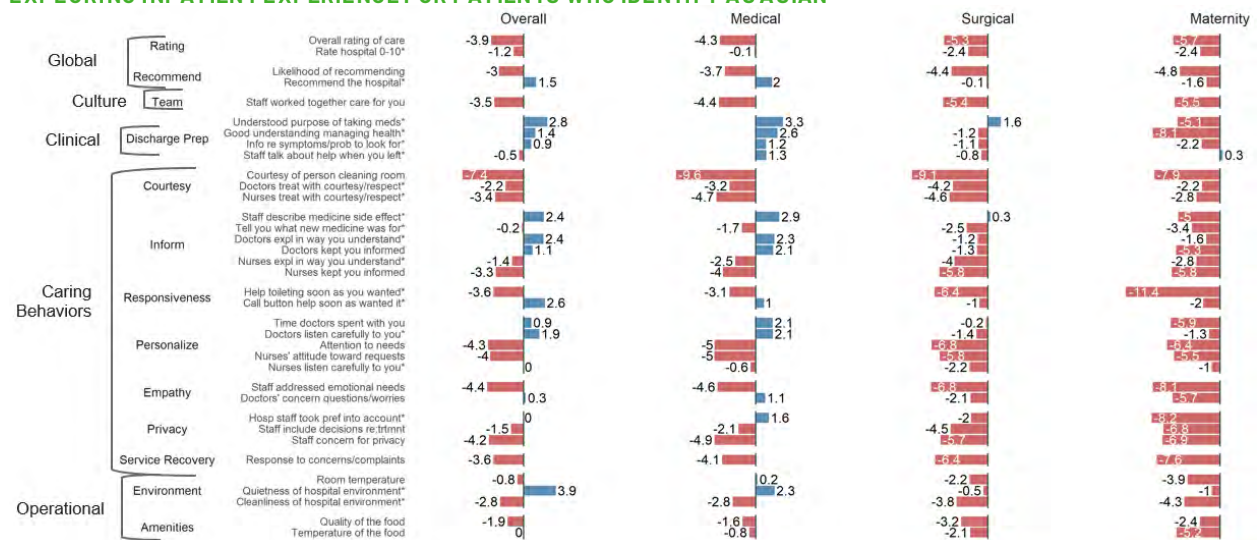 Overall Medical Surgical Maternity
Global
Rating
Overall rating of care -3.9 -4.3 -5.3 -5.7
Rate hospital 0-10* -1.2 -0.1 -2.4 -2.4
Recommend
Likelihood of recommending -3 -3.7 -4.4 -4.8
Recommend the hospital* 1.5 2 -0.1 -1.6
Culture
Team
Staff worked together care for you -3.5 -4.4 -5.4 -5.5
Clinical
Discharge Prep
Understood purpose of taking meds* 2.8 3.3 1.6 -5.1
Good understanding managing health* 1.4 2.6 -1.2 -8.1
Info re symptoms/prob to look for* 0.9 1.2 -1.1 -2.2
Staff talk about help when you left* -0.5 1.3 -0.8 0.3
Caring Behaviors
Courtesy
Courtesy of person cleaning room -7.4 -9.6 -9.1 -7.9
Doctors treat with courtesy/respect* -2.2 -3.2 -4.2 -2.2
Nurses treat with courtesy/respect* -3.4 -4.7 -4.6 -2.8
Inform
Staff describe medicine side effect* 2.4 2.9 0.3 -5
Tell you what new medicine was for* -0.2 -1.7 -2.5 -3.4
Doctors expl in way you understand* 2.4 2.3 -1.2 -1.6
Doctors kept you informed 1.1 2.1 -1.3 -5.3
Nurses expl in way you understand* -1.4 -2.5 -4 -2.8
Nurses kept you informed -3.3 -4 -5.8 -5.8
Responsiveness
Help toileting soon as you wanted* -3.6 -3.1 -6.4 -11.4
Call button help soon as wanted it* 2.6 1 -1 -2
Personalize
Time doctors spent with you 0.9 2.1 -0.2 -5.9
Doctors listen carefully to you* 1.9 2.1 -1.4 -1.3
Attention to needs -4.3 -5 -6.8 -6.4
Nurses' attitude toward requests -4 -5 -5.8 -5.5
Nurses listen carefully to you* 0 -0.6 -2.2 -1
Empathy
Staff addressed emotional needs -4.4 -4.6 -6.8 -8.1
Doctors' concern questions/worries 0.3 1.1 -2.1 -5.7
Privacy
Hosp staff took pref into account* 0 1.6 -2 -8.2
Staff include decisions re:trtmnt -1.5 -2.1 -4.5 -6.8
Staff concern for privacy -4.2 -4.9 -5.7 -6.9
Service Recovery
Response to concerns/complaints -3.6 -4.1 -6.4 -7.6
Operational
Environment
Room temperature -0.8 0.2 -2.2 -3.9
Quietness of hospital environment* 3.9 2.3 -0.5 -1
Cleanliness of hospital environment* -2.8 -2.8 -3.8 -4.3
Amenities
Quality of the food -1.9 -1.6 -3.2 -2.4
Temperature of the food 0 -0.8 -2.1 -5.2